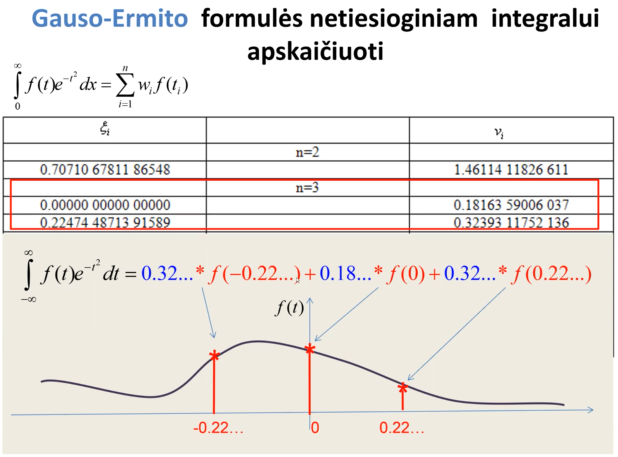 Gauso-Ermito formulės netiesioginiam integralui
apskaičiuoti
∫₀^∞ f(t)e^{-t²} dx = ∑_{i=1}^{n} w_i f(t_i)
ξ_i ν_i
n=2
0.70710 67811 86548 1.46114 11826 611
n=3
0.00000 00000 00000 0.18163 59006 037
0.22474 48713 91589 0.32393 11752 136
∫_{-∞}^{∞} f(t)e^{-t²} dt = 0.32...* f(−0.22...)+0.18...* f(0)+0.32...* f(0.22...)
f(t)
-0.22... 0 0.22...